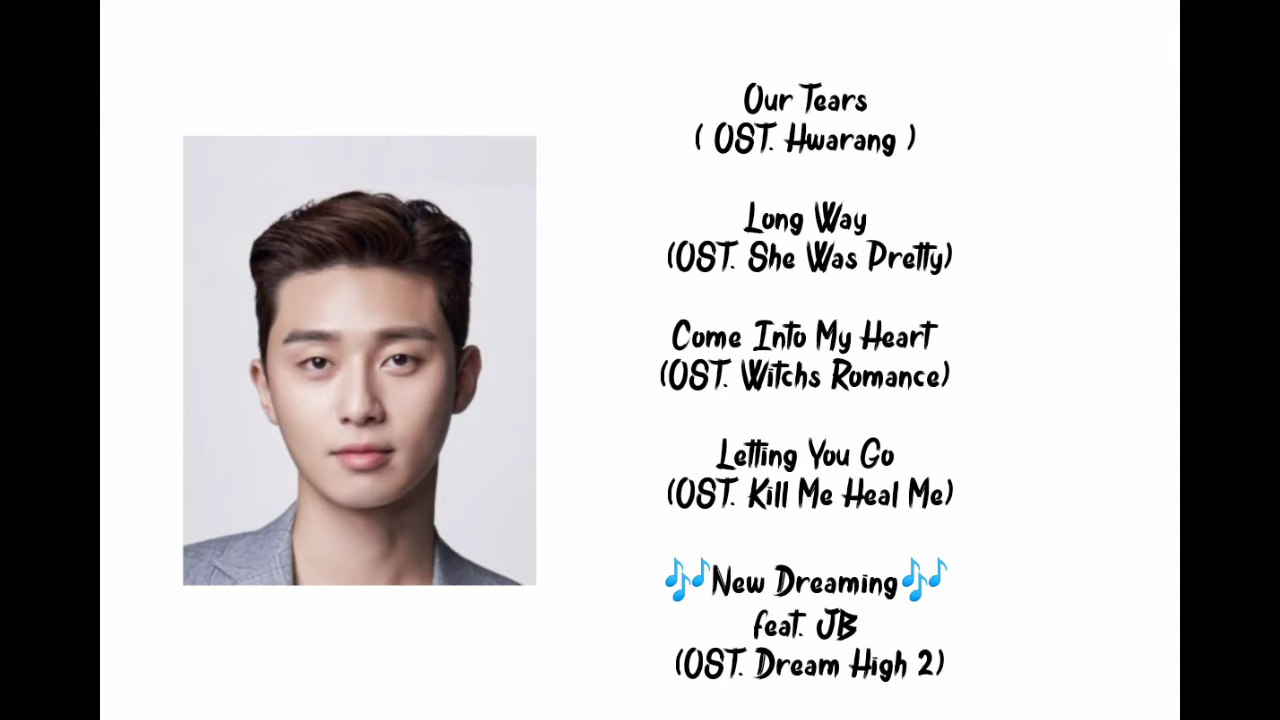 Our Tears
( OST. Hwarang )
Long Way
(OST. She Was Pretty)
Come Into My Heart
(OST. Witchs Romance)
Letting You Go
(OST. Kill Me Heal Me)
🎶New Dreaming🎶
feat. JB
(OST. Dream High 2)